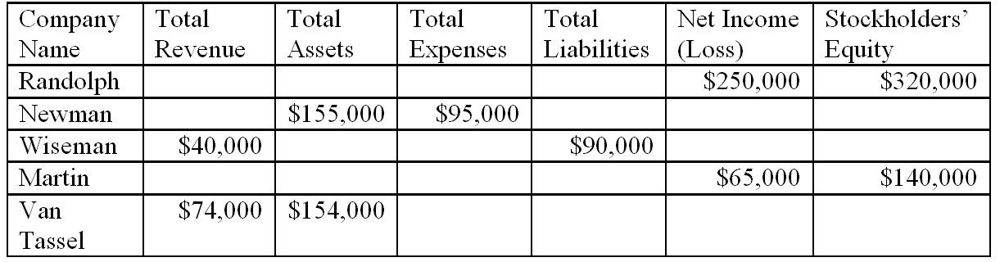 Company Name | Total Revenue | Total Assets | Total Expenses | Total Liabilities | Net Income (Loss) | Stockholders’ Equity
Randolph | | | | | $250,000 | $320,000
Newman | | $155,000 | $95,000 | | |
Wiseman | $40,000 | | | $90,000 | |
Martin | | | | | $65,000 | $140,000
Van Tassel | $74,000 | $154,000 | | | |